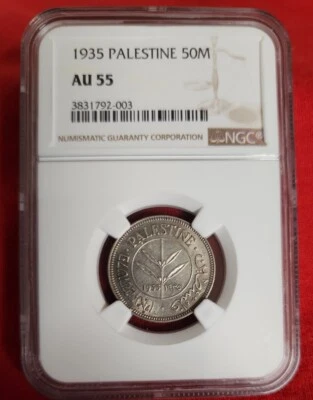 1935 PALESTINE 50M
AU 55
3831792-003
NUMISMATIC GUARANTY CORPORATION
NGC
PALESTINE